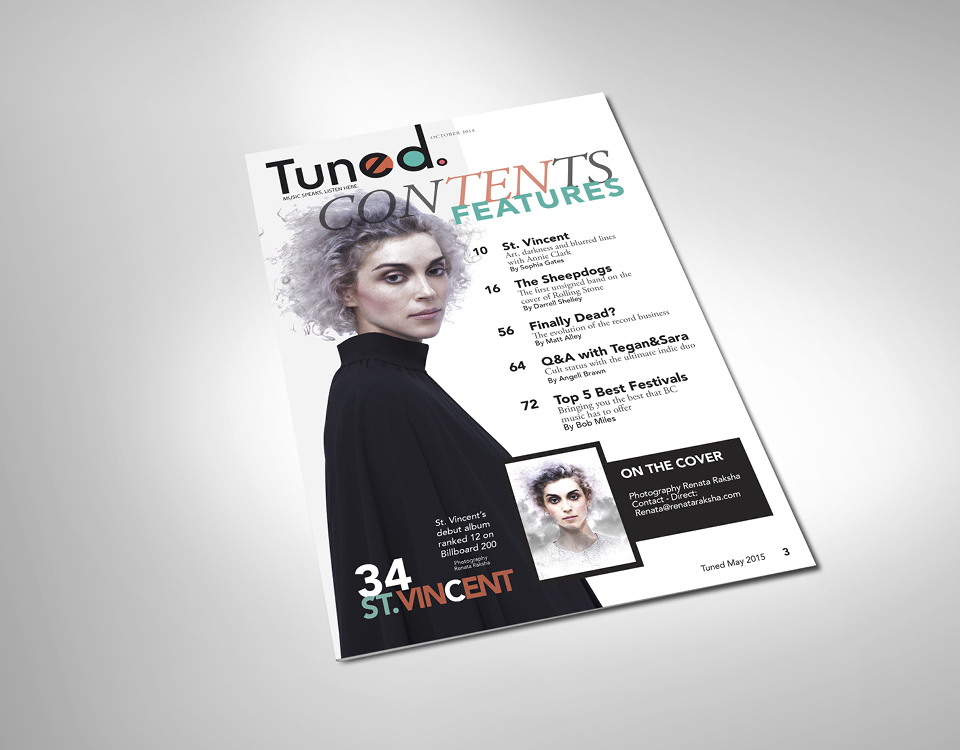 Tuned.
OCTOBER 2014
MUSIC SPEAKS. LISTEN HERE.
CONTENTS
FEATURES
10 St. Vincent
Art, darkness and blurred lines
with Annie Clark
By Sophia Gates
16 The Sheepdogs
The first unsigned band on the
cover of Rolling Stone
By Darrell Shelley
56 Finally Dead?
The evolution of the record business
By Matt Alley
64 Q&A with Tegan&Sara
Cult status with the ultimate indie duo
By Angell Brawn
72 Top 5 Best Festivals
Bringing you the best that BC
music has to offer
By Bob Miles
ON THE COVER
Photography Renata Raksha
Contact - Direct:
Renata@renataraksha.com
St. Vincent's
debut album
ranked 12 on
Billboard 200
Photography
Renata Raksha
34
ST.VINCENT
Tuned May 2015 3